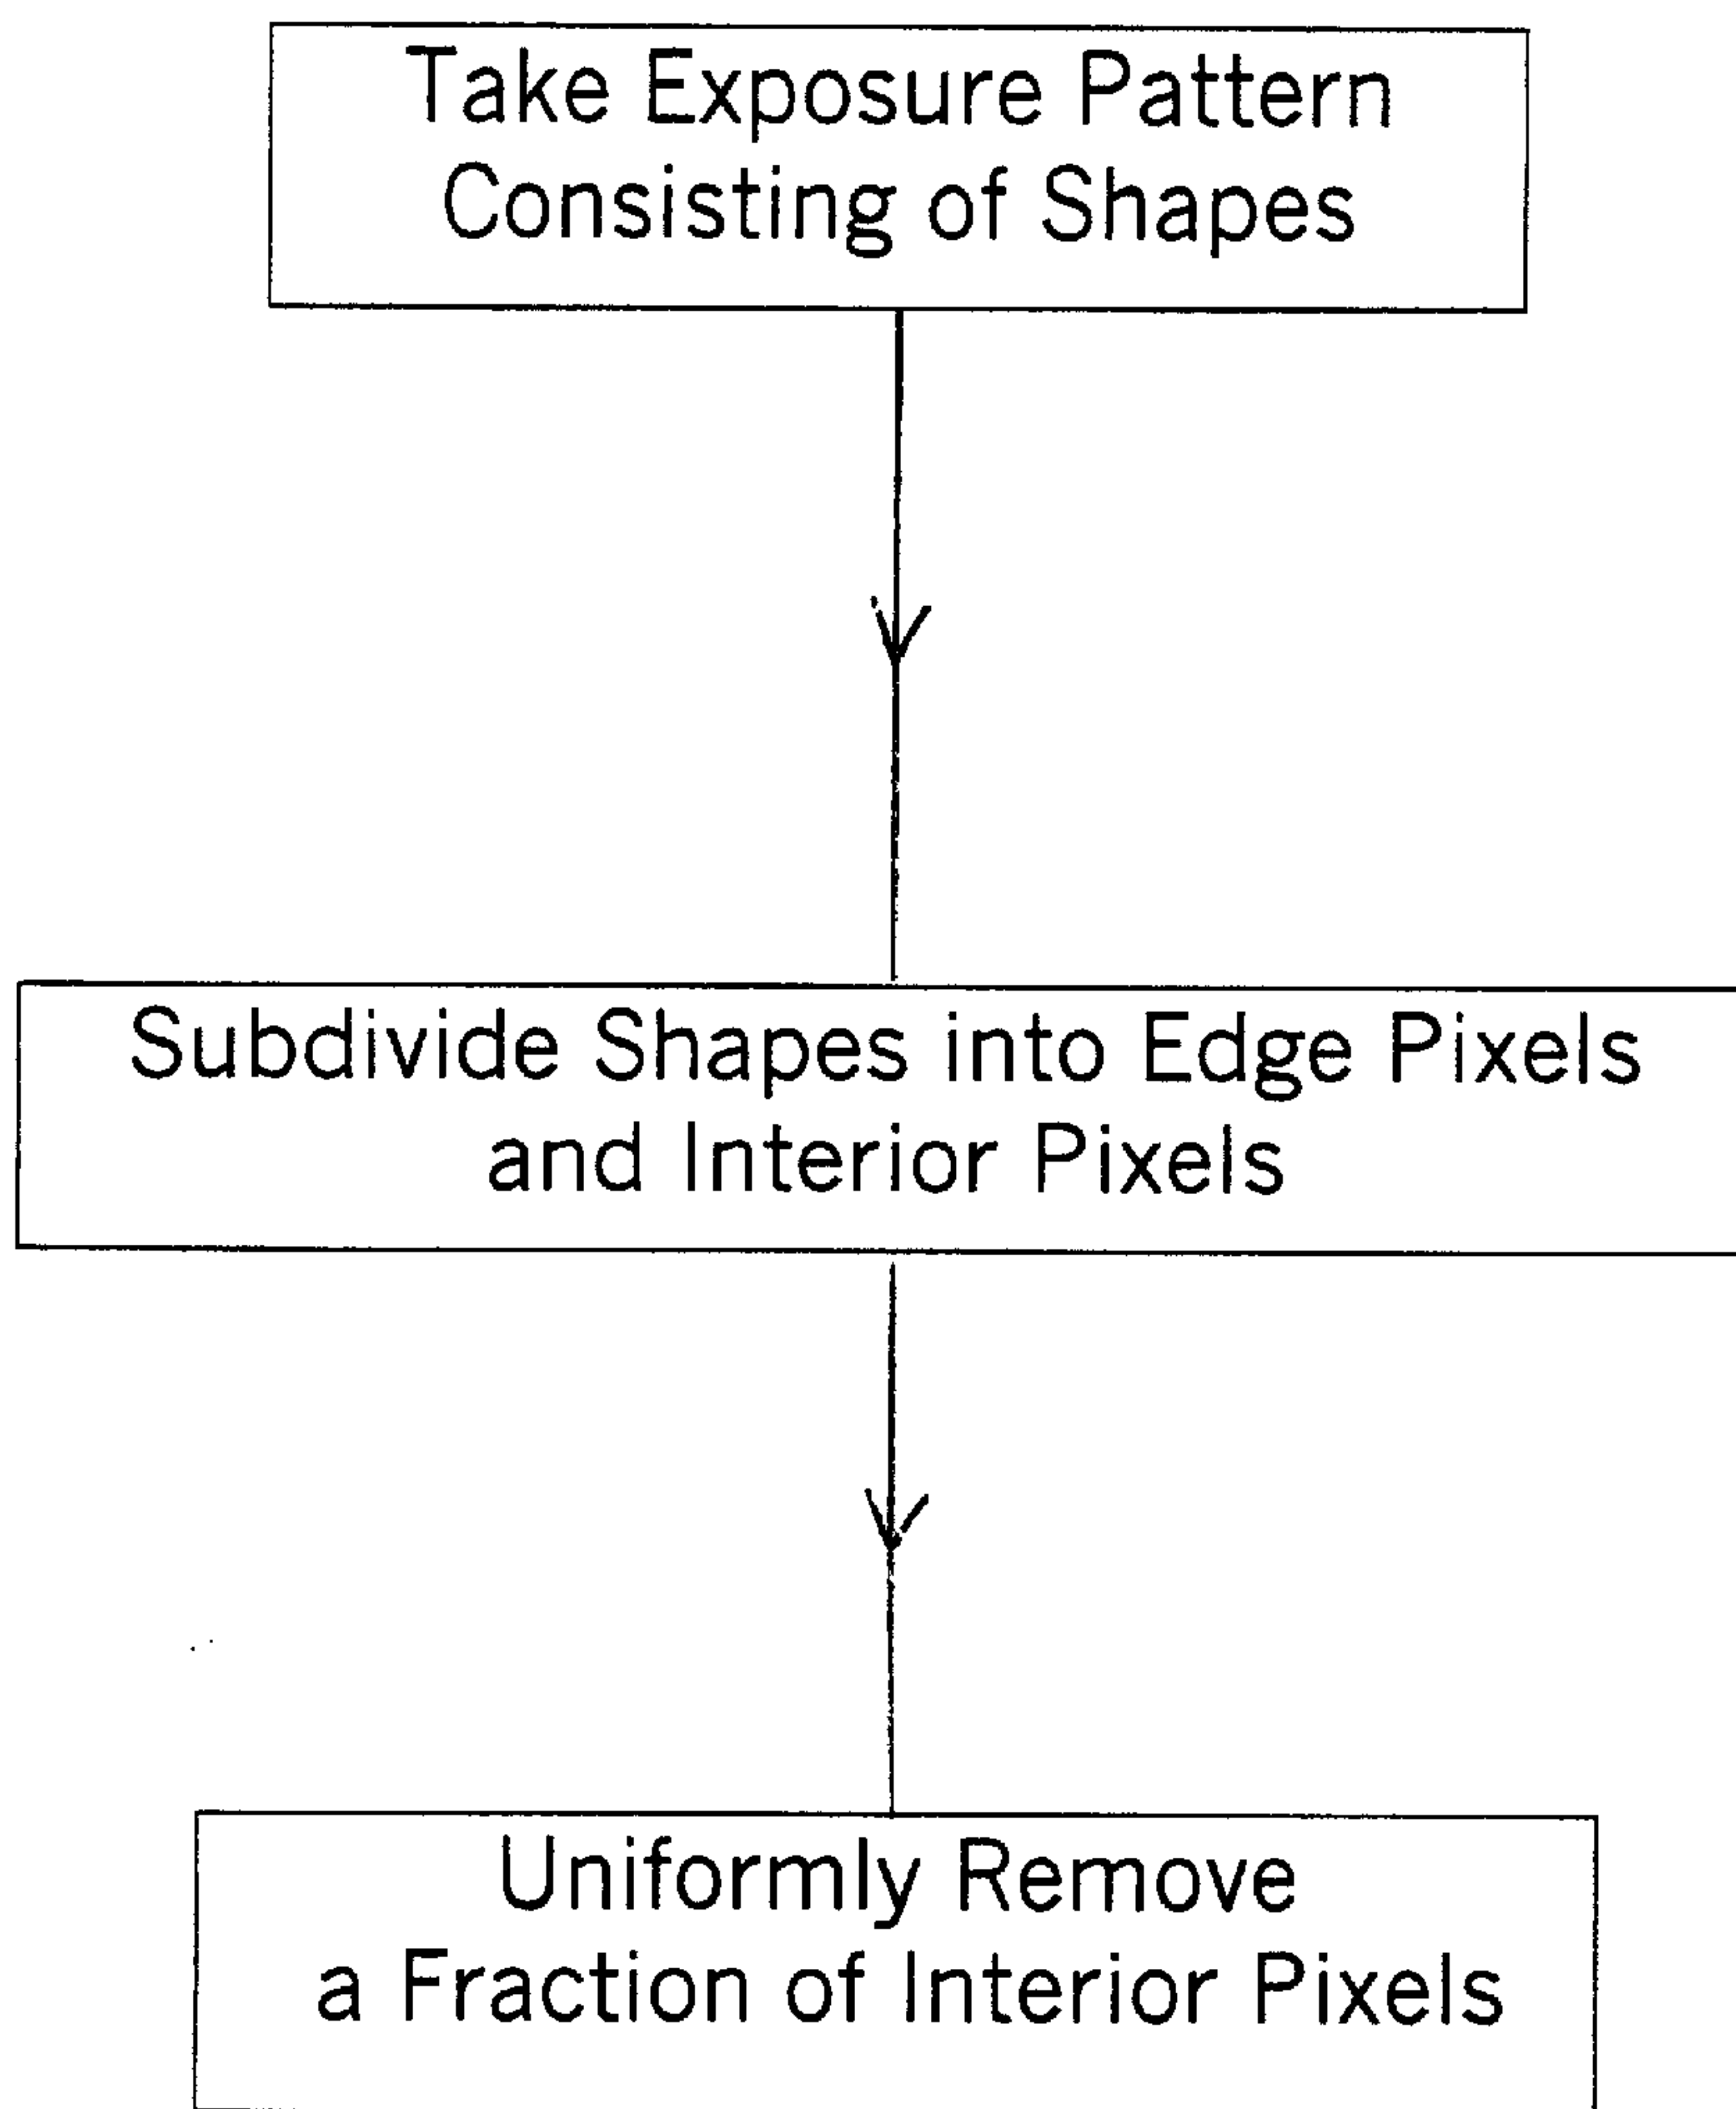 Take Exposure Pattern
Consisting of Shapes
Subdivide Shapes into Edge Pixels
and Interior Pixels
Uniformly Remove
a Fraction of Interior Pixels